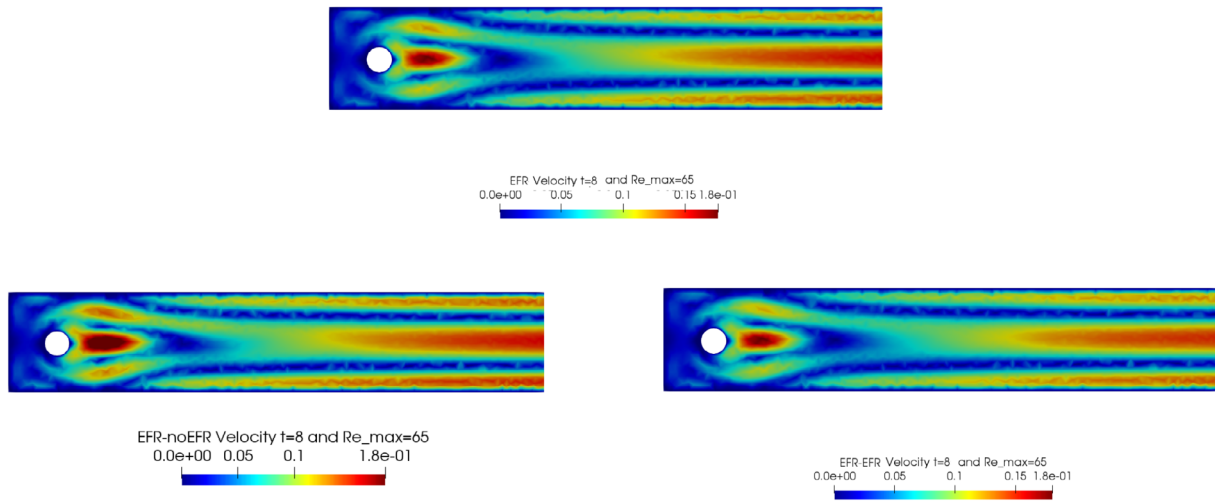 EFR Velocity t=8 and Re_max=65
0.0e+00 0.05 0.1 0.15 1.8e-01
EFR-noEFR Velocity t=8 and Re_max=65
0.0e+00 0.05 0.1 1.8e-01
EFR-EFR Velocity t=8 and Re_max=65
0.0e+00 0.05 0.1 0.15 1.8e-01